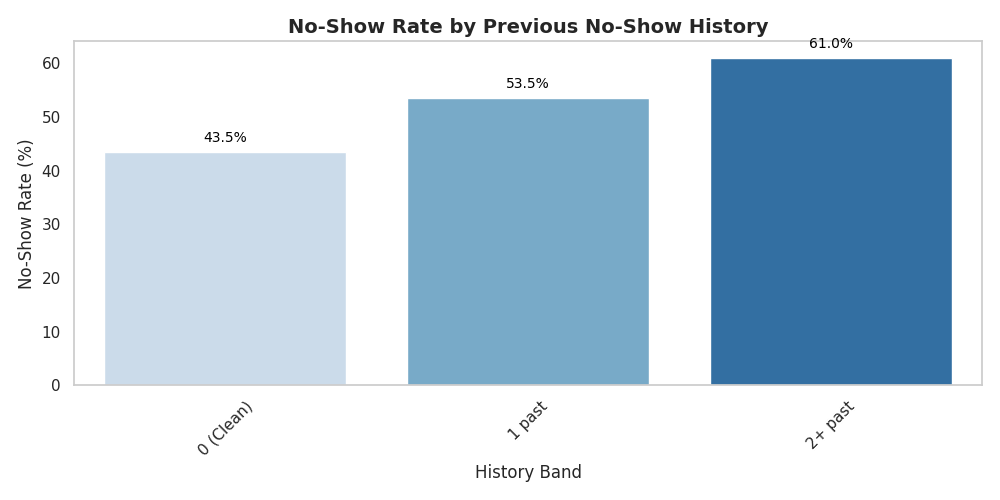 No-Show Rate by Previous No-Show History
61.0%
53.5%
43.5%
No-Show Rate (%)
60
50
40
30
20
10
0
0 (Clean)
1 past
2+ past
History Band